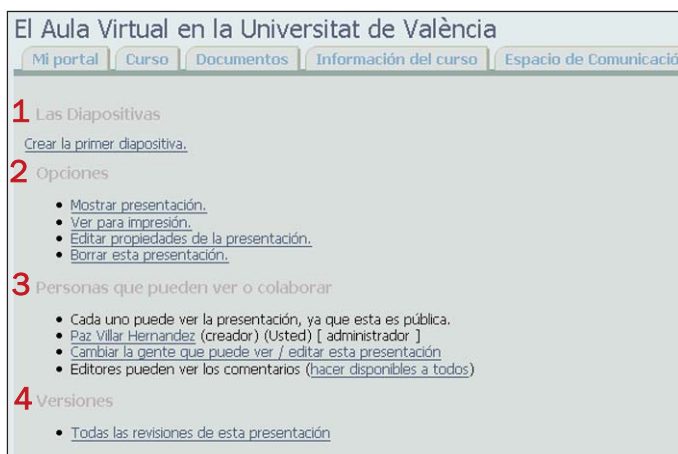 El Aula Virtual en la Universitat de València
Mi portal Curso Documentos Información del curso Espacio de Comunicació
1 Las Diapositivas
Crear la primer diapositiva.
2 Opciones
• Mostrar presentación.
• Ver para impresión.
• Editar propiedades de la presentación.
• Borrar esta presentación.
3 Personas que pueden ver o colaborar
• Cada uno puede ver la presentación, ya que esta es pública.
• Paz Villar Hernandez (creador) (Usted) [ administrador ]
• Cambiar la gente que puede ver / editar esta presentación
• Editores pueden ver los comentarios (hacer disponibles a todos)
4 Versiones
• Todas las revisiones de esta presentación